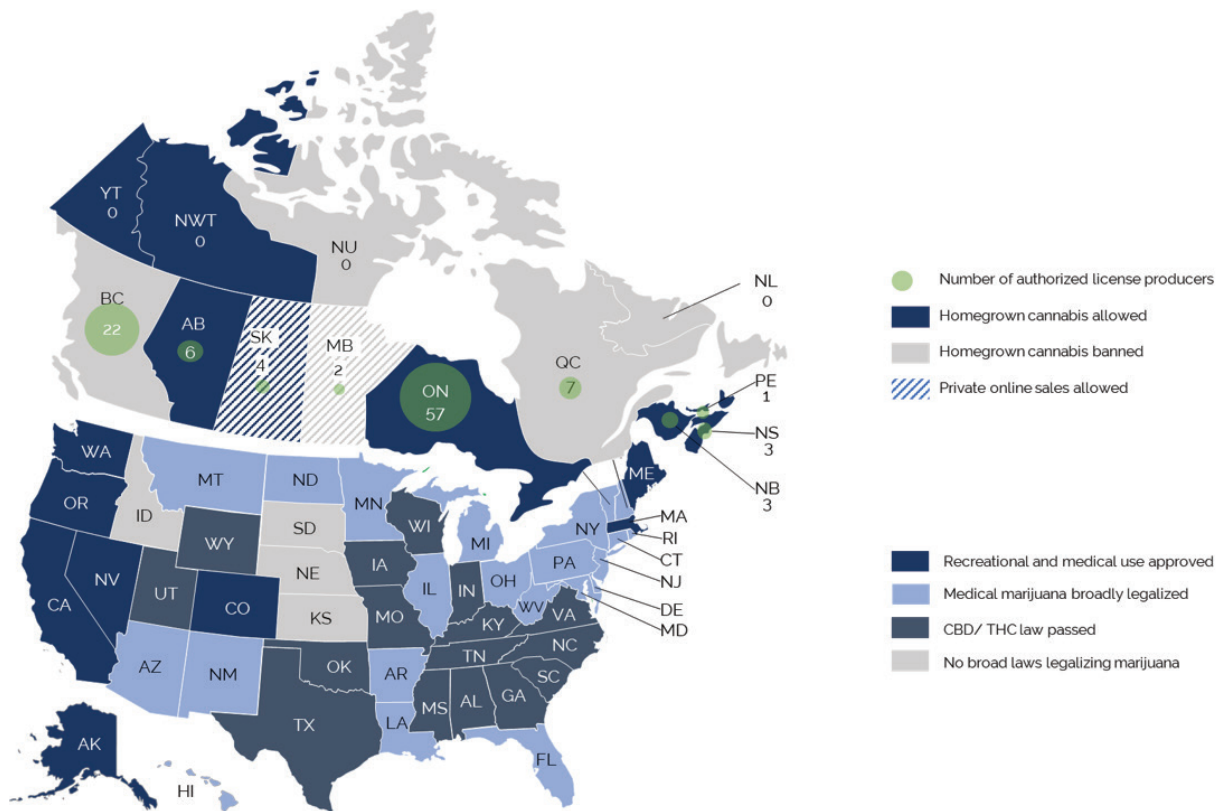 YT
0
NWT
0
NU
0
NL
0
BC
22
AB
6
SK
4
MB
2
ON
57
QC
7
PE
1
NS
3
NB
3
Number of authorized license producers
Homegrown cannabis allowed
Homegrown cannabis banned
Private online sales allowed
WA
MT
ND
MN
OR
ID
WY
SD
WI
MI
NY
ME
MA
RI
CT
NJ
DE
MD
CA
NV
UT
CO
NE
KS
IA
MO
IL
IN
OH
PA
WV
VA
KY
TN
NC
SC
AZ
NM
OK
AR
TX
LA
MS
AL
GA
FL
AK
HI
Recreational and medical use approved
Medical marijuana broadly legalized
CBD/ THC law passed
No broad laws legalizing marijuana